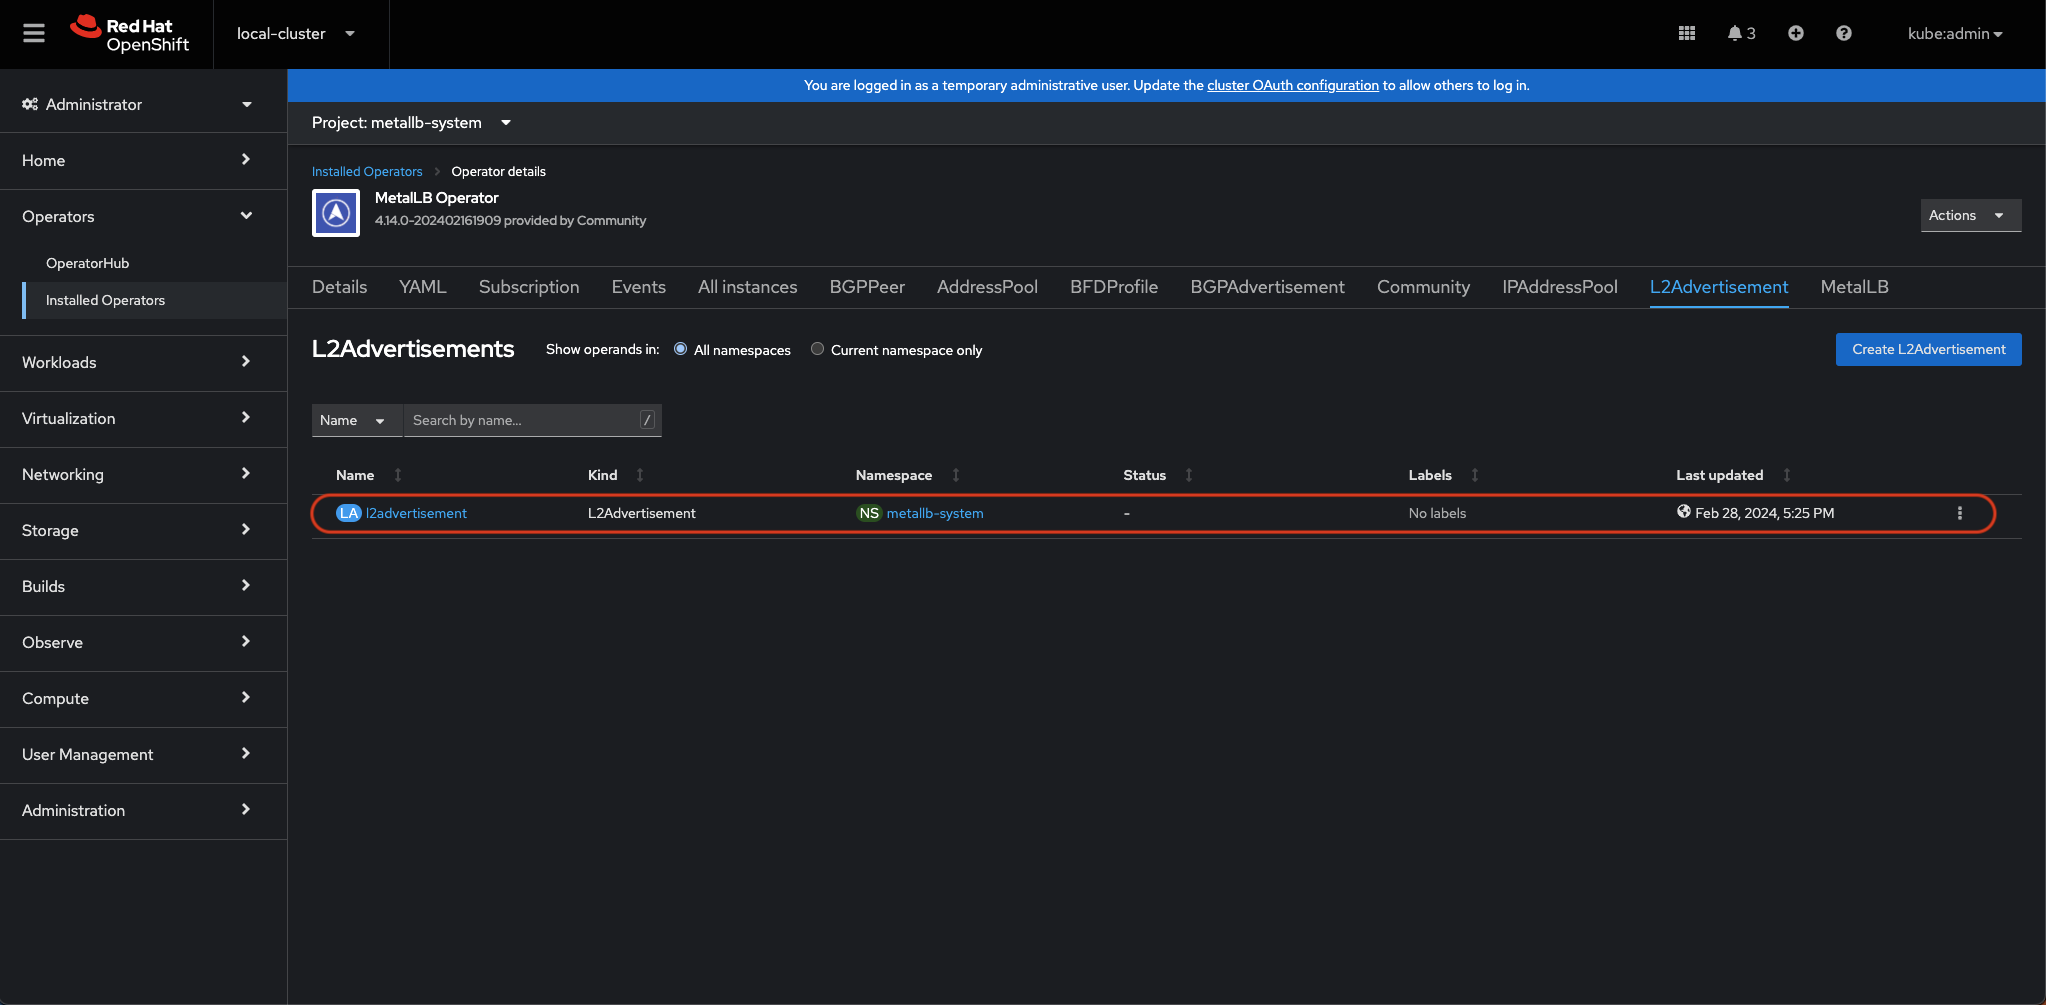 Red Hat
OpenShift
local-cluster
3
kube:admin
Administrator
Home
Operators
OperatorHub
Installed Operators
Workloads
Virtualization
Networking
Storage
Builds
Observe
Compute
User Management
Administration
You are logged in as a temporary administrative user. Update the cluster OAuth configuration to allow others to log in.
Project: metallb-system
Installed Operators Operator details
MetalLB Operator
4.14.0-202402161909 provided by Community
Actions
Details YAML Subscription Events All instances BGPPeer AddressPool BFDProfile BGPAdvertisement Community IPAddressPool L2Advertisement MetalLB
L2Advertisements Show operands in: All namespaces Current namespace only Create L2Advertisement
Name Search by name... /
Name Kind Namespace Status Labels Last updated
LA l2advertisement L2Advertisement NS metallb-system - No labels Feb 28, 2024, 5:25 PM